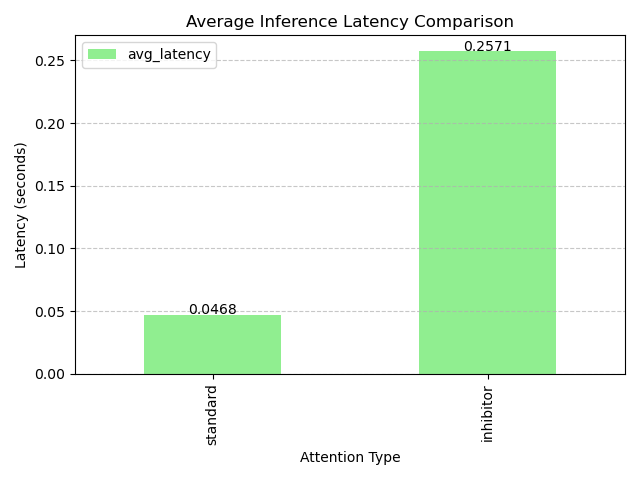 Average Inference Latency Comparison
avg_latency
0.2571
0.0468
0.25
0.20
0.15
0.10
0.05
0.00
Latency (seconds)
standard
inhibitor
Attention Type